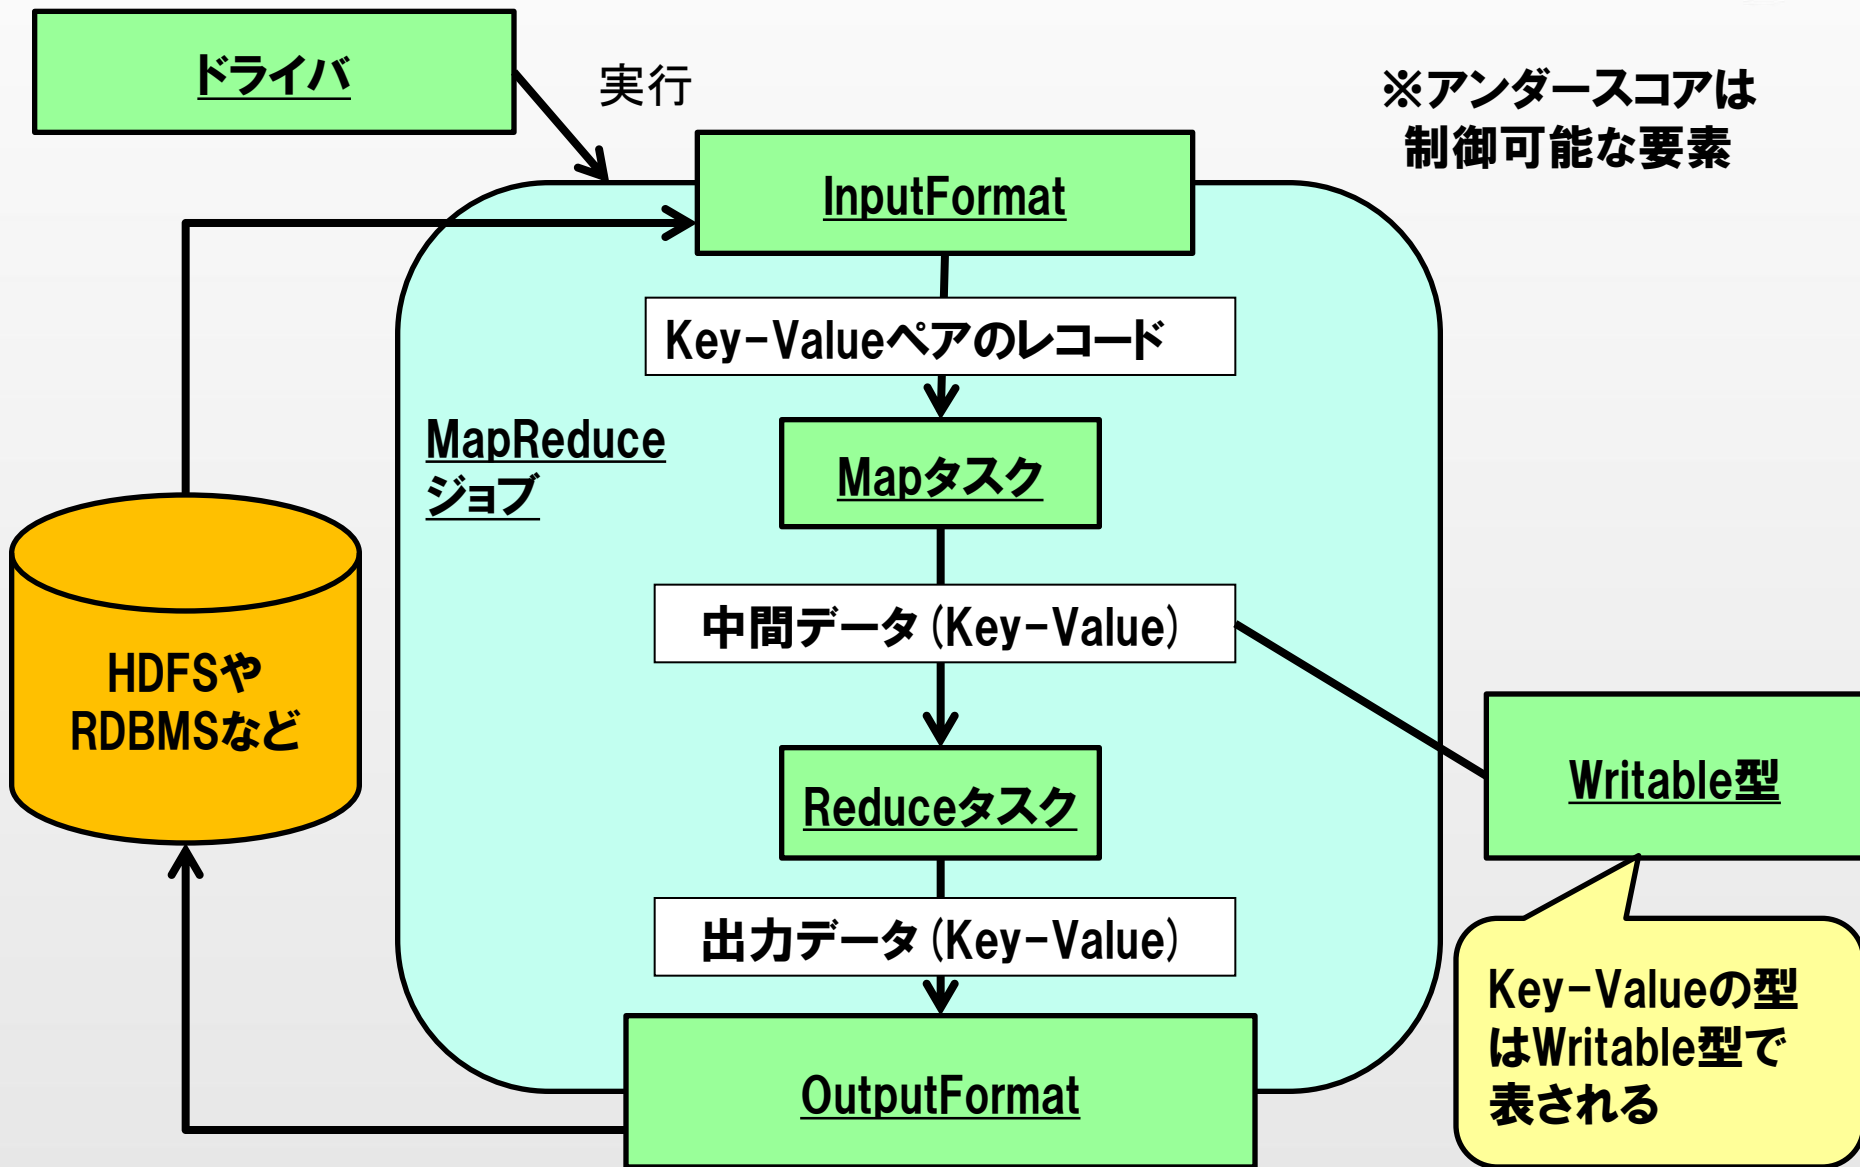 ドライバ
実行
※アンダースコアは
制御可能な要素
InputFormat
Key-Valueペアのレコード
MapReduce
ジョブ
Mapタスク
中間データ(Key-Value)
HDFSや
RDBMSなど
Writable型
Reduceタスク
出力データ(Key-Value)
Key-Valueの型
はWritable型で
表される
OutputFormat